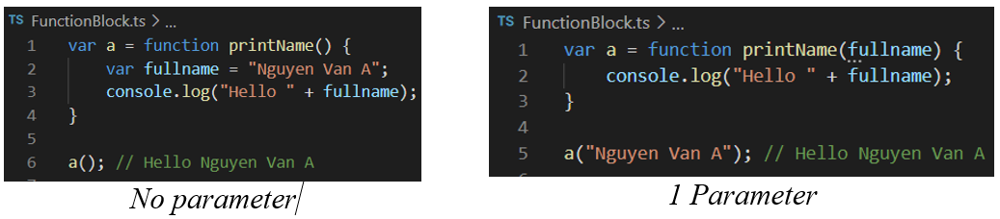 TS FunctionBlock.ts > ...
1 var a = function printName() {
2 var fullname = "Nguyen Van A";
3 console.log("Hello " + fullname);
4 }
5
6 a(); // Hello Nguyen Van A
No parameter
TS FunctionBlock.ts > ...
1 var a = function printName(fullname) {
2 console.log("Hello " + fullname);
3 }
4
5 a("Nguyen Van A"); // Hello Nguyen Van A
1 Parameter